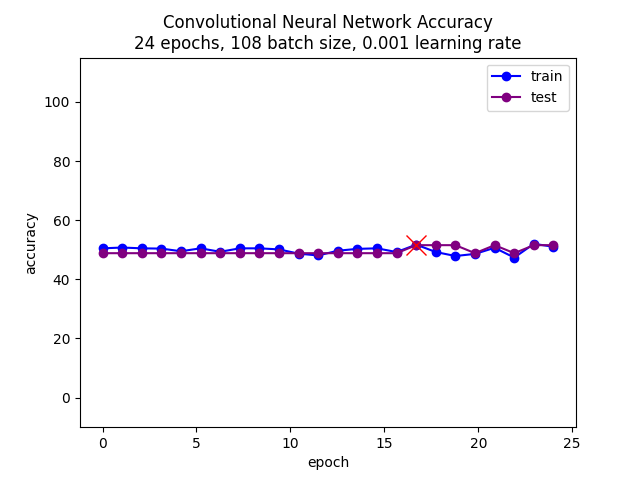 Convolutional Neural Network Accuracy
24 epochs, 108 batch size, 0.001 learning rate
train
test
100
80
60
40
20
0
accuracy
0 5 10 15 20 25
epoch